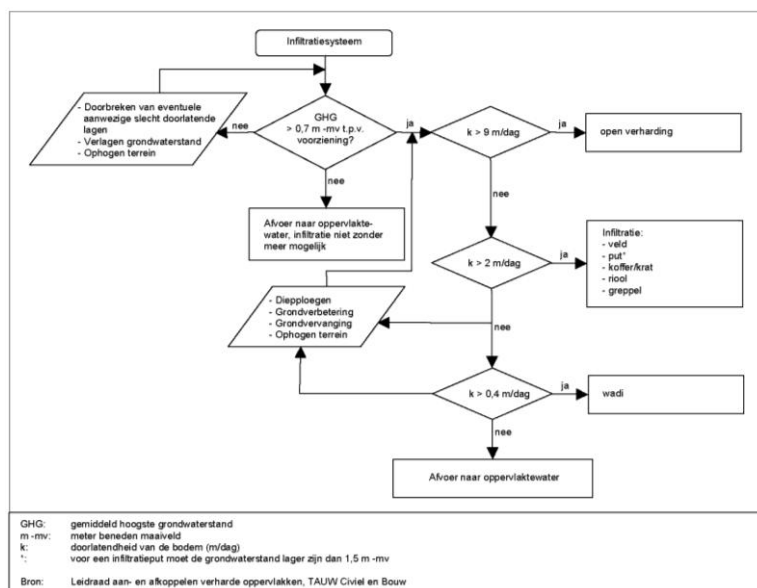 Infiltratiesysteem
- Doorbreken van eventuele
aanwezige slecht doorlatende
lagen
- Verlagen grondwaterstand
- Ophogen terrein
nee
GHG
> 0,7 m -mv t.p.v.
voorziening?
ja
k > 9 m/dag
ja
open verharding
nee
nee
Afvoer naar oppervlakte-
water, infiltratie niet zonder
meer mogelijk
k > 2 m/dag
ja
Infiltratie:
- veld
- put*
- koffer/krat
- riool
- greppel
- Diepploegen
- Grondverbetering
- Grondvervanging
- Ophogen terrein
nee
k > 0,4 m/dag
ja
wadi
nee
Afvoer naar oppervlaktewater
GHG: gemiddeld hoogste grondwaterstand
m -mv: meter beneden maaiveld
k: doorlatendheid van de bodem (m/dag)
*: voor een infiltratieput moet de grondwaterstand lager zijn dan 1,5 m -mv
Bron: Leidraad aan- en afkoppelen verharde oppervlakken, TAUW Civiel en Bouw